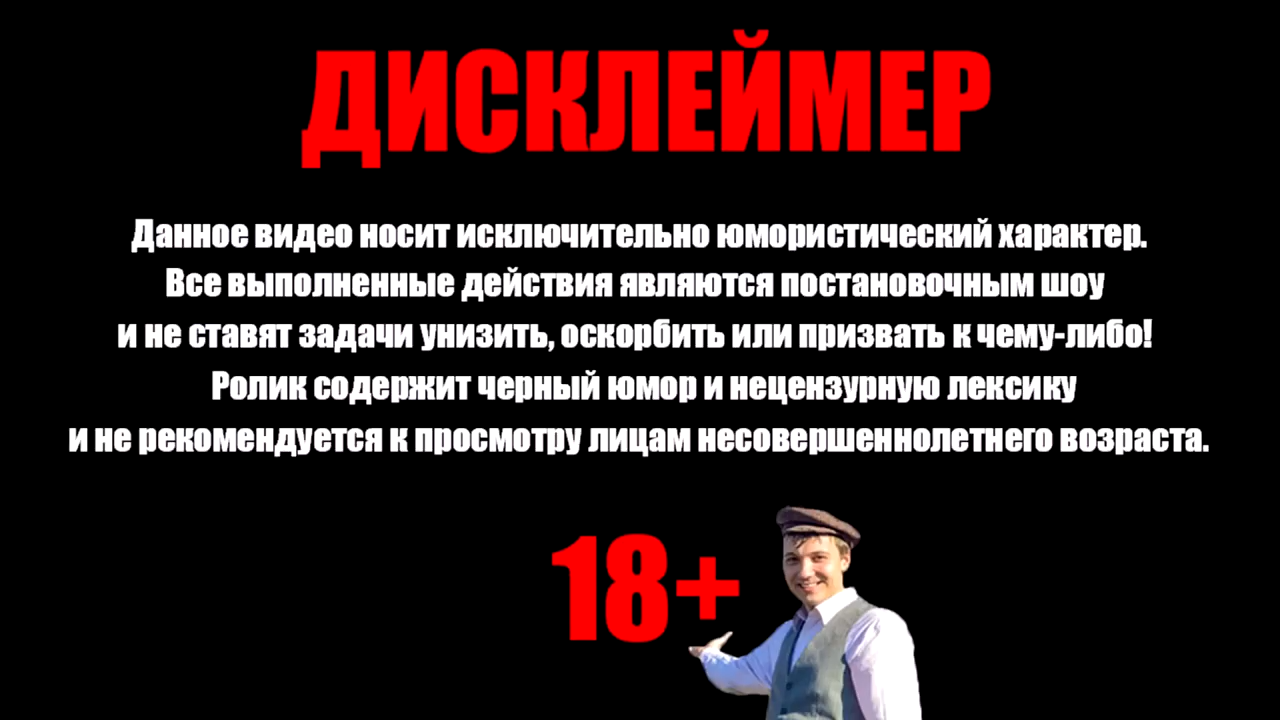 ДИСКЛЕЙМЕР
Данное видео носит исключительно юмористический характер.
Все выполненные действия являются постановочным шоу
и не ставят задачи унизить, оскорбить или призвать к чему-либо!
Ролик содержит черный юмор и нецензурную лексику
и не рекомендуется к просмотру лицам несовершеннолетнего возраста.
18+